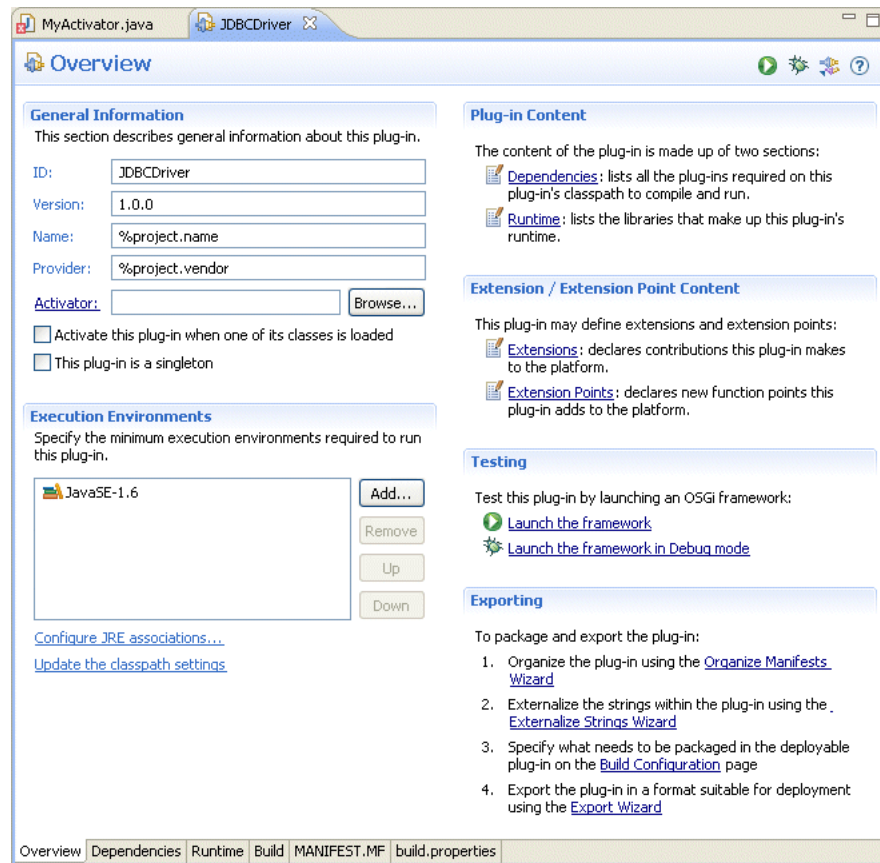 MyActivator.java
JDBCDriver
Overview
General Information
This section describes general information about this plug-in.
ID:
JDBCDriver
Version:
1.0.0
Name:
%project.name
Provider:
%project.vendor
Activator:
Browse...
Activate this plug-in when one of its classes is loaded
This plug-in is a singleton
Execution Environments
Specify the minimum execution environments required to run
this plug-in.
JavaSE-1.6
Add...
Remove
Up
Down
Configure JRE associations...
Update the classpath settings
Plug-in Content
The content of the plug-in is made up of two sections:
Dependencies: lists all the plug-ins required on this
plug-in's classpath to compile and run.
Runtime: lists the libraries that make up this plug-in's
runtime.
Extension / Extension Point Content
This plug-in may define extensions and extension points:
Extensions: declares contributions this plug-in makes
to the platform.
Extension Points: declares new function points this
plug-in adds to the platform.
Testing
Test this plug-in by launching an OSGi framework:
Launch the framework
Launch the framework in Debug mode
Exporting
To package and export the plug-in:
1. Organize the plug-in using the Organize Manifests
Wizard
2. Externalize the strings within the plug-in using the
Externalize Strings Wizard
3. Specify what needs to be packaged in the deployable
plug-in on the Build Configuration page
4. Export the plug-in in a format suitable for deployment
using the Export Wizard
Overview Dependencies Runtime Build MANIFEST.MF build.properties